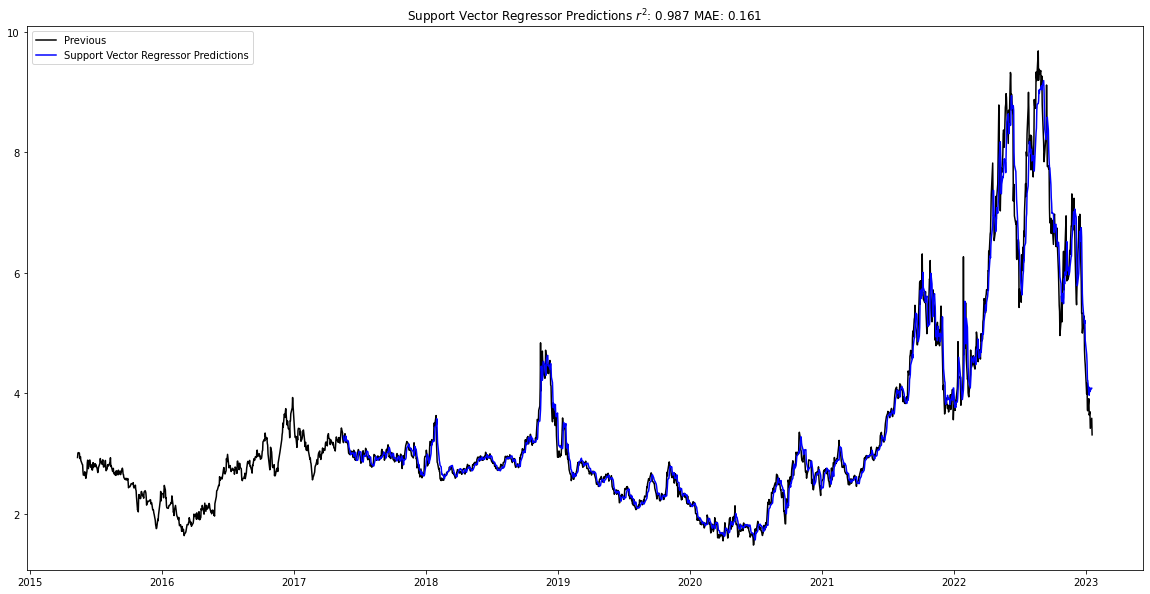 Support Vector Regressor Predictions r²: 0.987 MAE: 0.161
10
Previous
Support Vector Regressor Predictions
8
6
4
2
2015 2016 2017 2018 2019 2020 2021 2022 2023